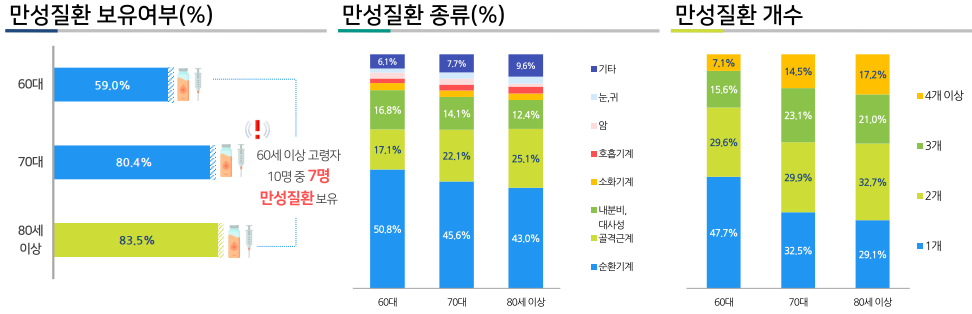 만성질환 보유여부(%)
60대
59.0%
70대
80.4%
80세
이상
83.5%
60세 이상 고령자
10명 중 7명
만성질환 보유
만성질환 종류(%)
6.1%
16.8%
17.1%
50.8%
60대
7.7%
14.1%
22.1%
45.6%
70대
9.6%
12.4%
25.1%
43.0%
80세 이상
기타
눈,귀
암
호흡기계
소화기계
내분비,
대사성
골격근계
순환기계
만성질환 개수
7.1%
15.6%
29.6%
47.7%
60대
14.5%
23.1%
29.9%
32.5%
70대
17.2%
21.0%
32.7%
29.1%
80세 이상
4개 이상
3개
2개
1개